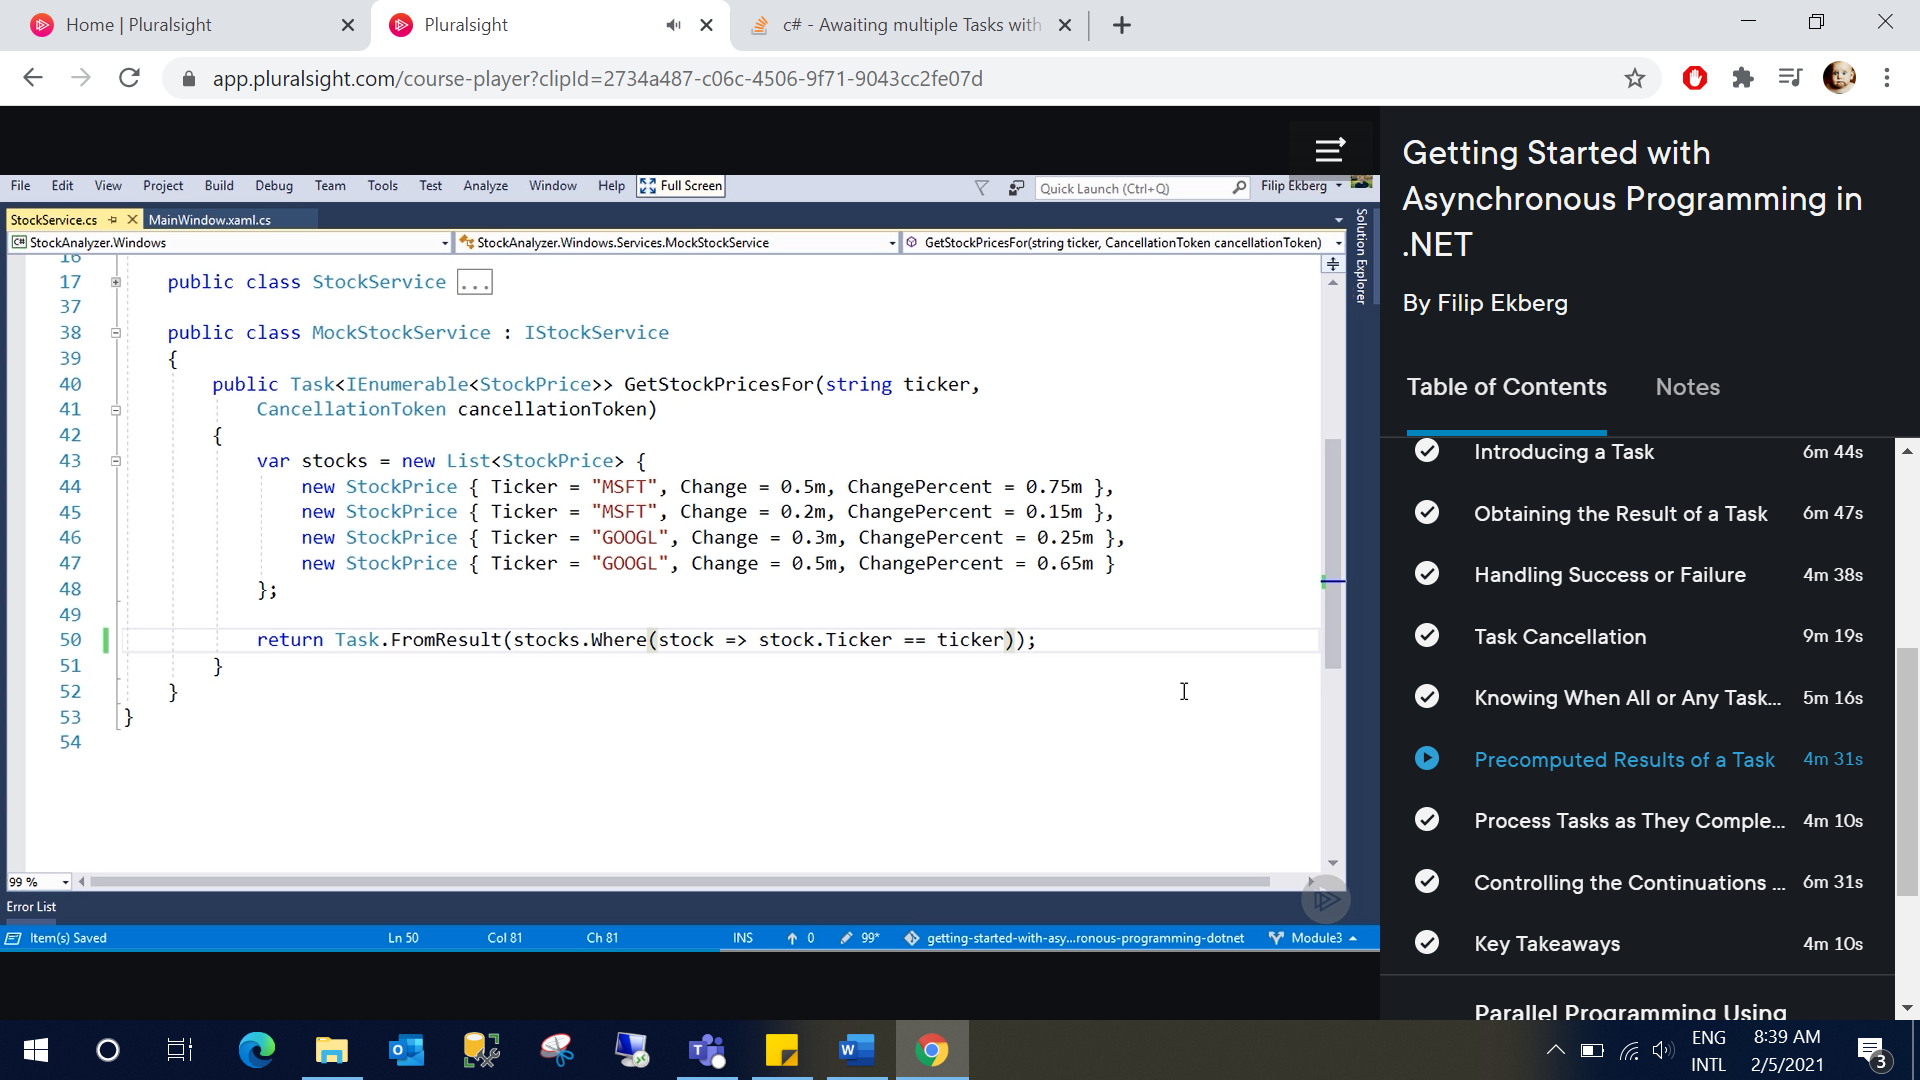 Home | Pluralsight
Pluralsight
c# - Awaiting multiple Tasks with
app.pluralsight.com/course-player?clipId=2734a487-c06c-4506-9f71-9043cc2fe07d
File Edit View Project Build Debug Team Tools Test Analyze Window Help Full Screen
Quick Launch (Ctrl+Q)
Filip Ekberg
StockService.cs
MainWindow.xaml.cs
C# StockAnalyzer.Windows
StockAnalyzer.Windows.Services.MockStockService
GetStockPricesFor(string ticker, CancellationToken cancellationToken)
Solution Explorer
16
17 public class StockService ...
37
38 public class MockStockService : IStockService
39 {
40 public Task<IEnumerable<StockPrice>> GetStockPricesFor(string ticker,
41 CancellationToken cancellationToken)
42 {
43 var stocks = new List<StockPrice> {
44 new StockPrice { Ticker = "MSFT", Change = 0.5m, ChangePercent = 0.75m },
45 new StockPrice { Ticker = "MSFT", Change = 0.2m, ChangePercent = 0.15m },
46 new StockPrice { Ticker = "GOOGL", Change = 0.3m, ChangePercent = 0.25m },
47 new StockPrice { Ticker = "GOOGL", Change = 0.5m, ChangePercent = 0.65m }
48 };
49
50 return Task.FromResult(stocks.Where(stock => stock.Ticker == ticker));
51 }
52 }
53 }
54
99 %
Error List
Item(s) Saved
Ln 50
Col 81
Ch 81
INS
0
99*
getting-started-with-asy...ronous-programming-dotnet
Module3
Getting Started with
Asynchronous Programming in
.NET
By Filip Ekberg
Table of Contents
Notes
Introducing a Task 6m 44s
Obtaining the Result of a Task 6m 47s
Handling Success or Failure 4m 38s
Task Cancellation 9m 19s
Knowing When All or Any Task... 5m 16s
Precomputed Results of a Task 4m 31s
Process Tasks as They Comple... 4m 10s
Controlling the Continuations ... 6m 31s
Key Takeaways 4m 10s
Parallel Programming Using
ENG
INTL
8:39 AM
2/5/2021
3